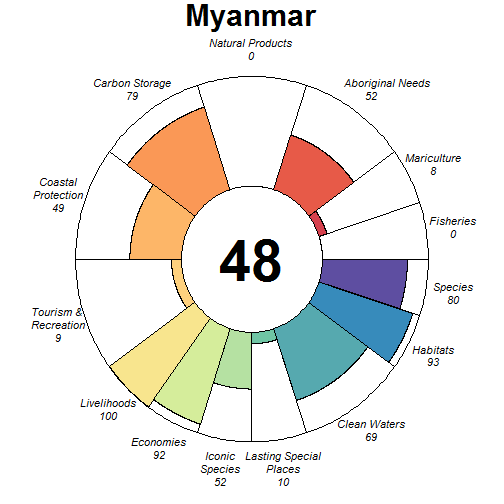 Myanmar
Natural Products
0
Carbon Storage
79
Aboriginal Needs
52
Mariculture
8
Coastal
Protection
49
Fisheries
0
48
Species
80
Tourism &
Recreation
9
Habitats
93
Livelihoods
100
Clean Waters
69
Economies
92
Iconic
Species
52
Lasting Special
Places
10